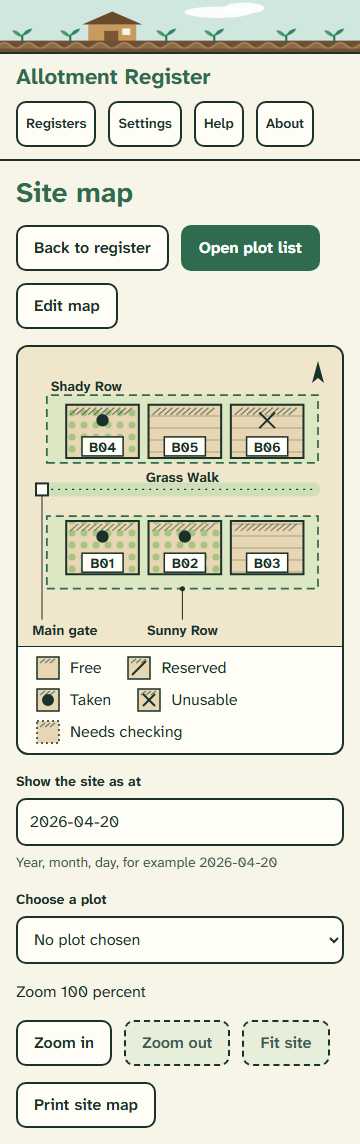 Allotment Register
Registers Settings Help About
Site map
Back to register Open plot list
Edit map
Shady Row
B04 B05 B06
Grass Walk
B01 B02 B03
Main gate Sunny Row
Free Reserved
Taken Unusable
Needs checking
Show the site as at
2026-04-20
Year, month, day, for example 2026-04-20
Choose a plot
No plot chosen
Zoom 100 percent
Zoom in Zoom out Fit site
Print site map